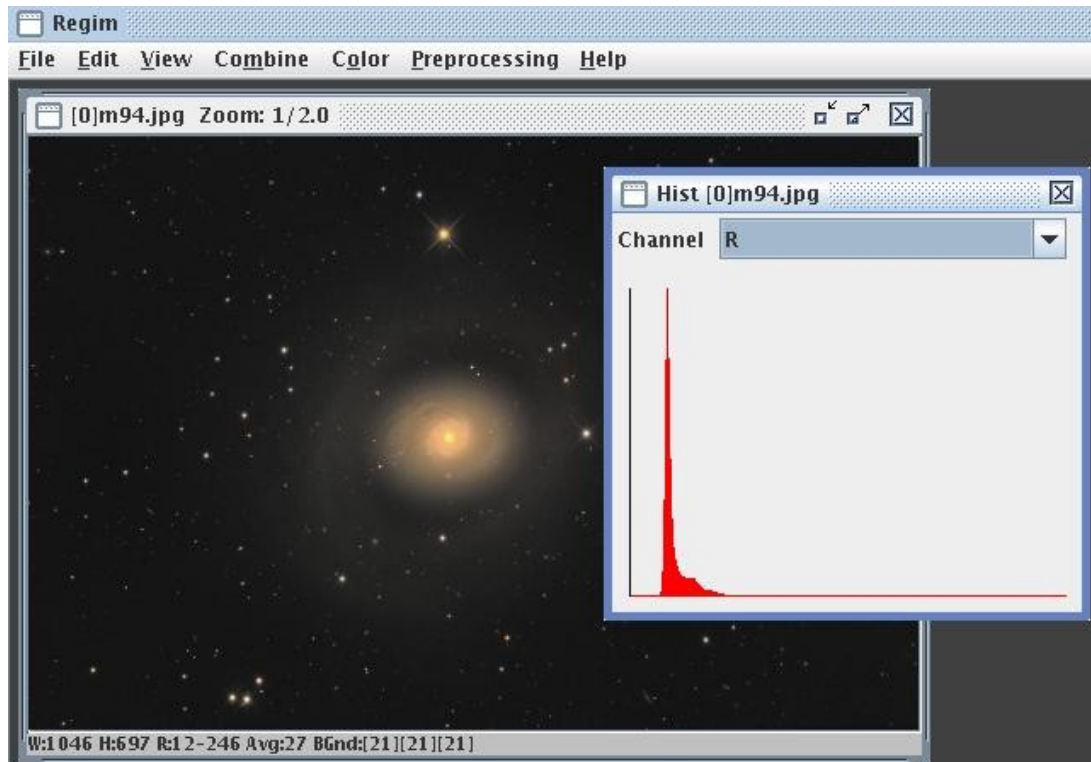 Regim
File Edit View Combine Color Preprocessing Help
[0]m94.jpg Zoom: 1/2.0
Hist [0]m94.jpg
Channel R
W:1046 H:697 R:12-246 Avg:27 BGnd:[21][21][21]